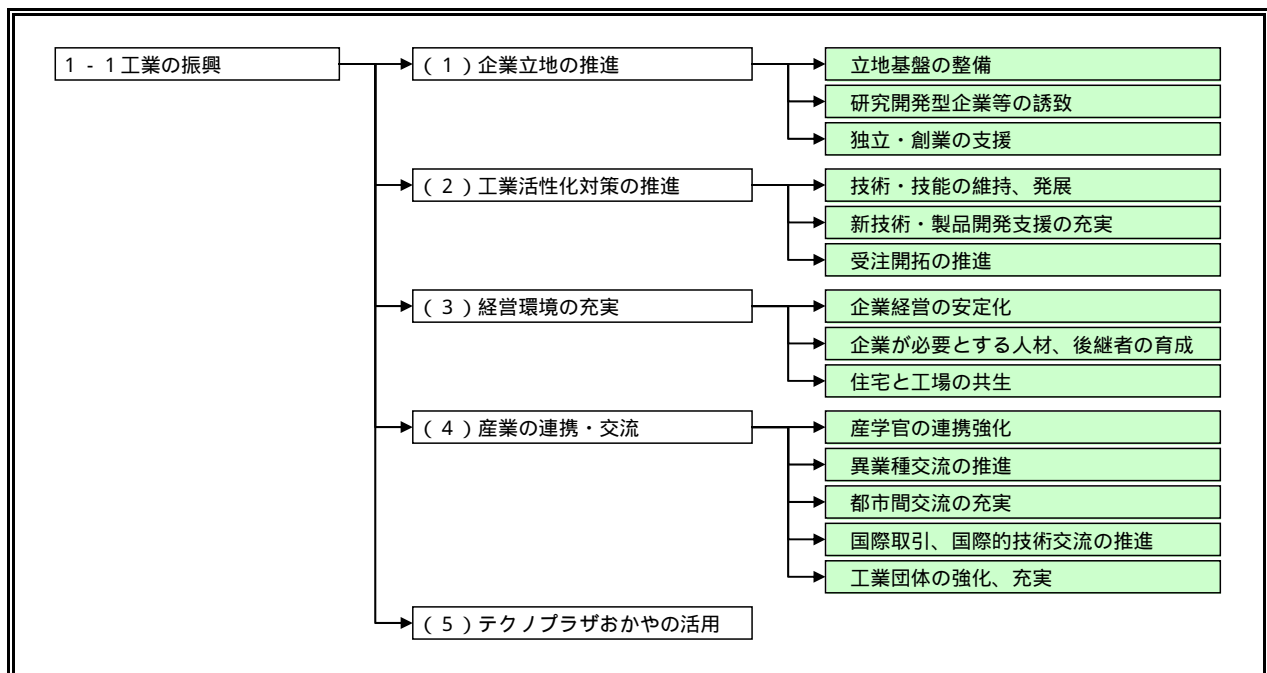 1-1工業の振興
(1)企業立地の推進
立地基盤の整備
研究開発型企業等の誘致
独立・創業の支援
(2)工業活性化対策の推進
技術・技能の維持、発展
新技術・製品開発支援の充実
受注開拓の推進
(3)経営環境の充実
企業経営の安定化
企業が必要とする人材、後継者の育成
住宅と工場の共生
(4)産業の連携・交流
産学官の連携強化
異業種交流の推進
都市間交流の充実
国際取引、国際的技術交流の推進
工業団体の強化、充実
(5)テクノプラザおかやの活用